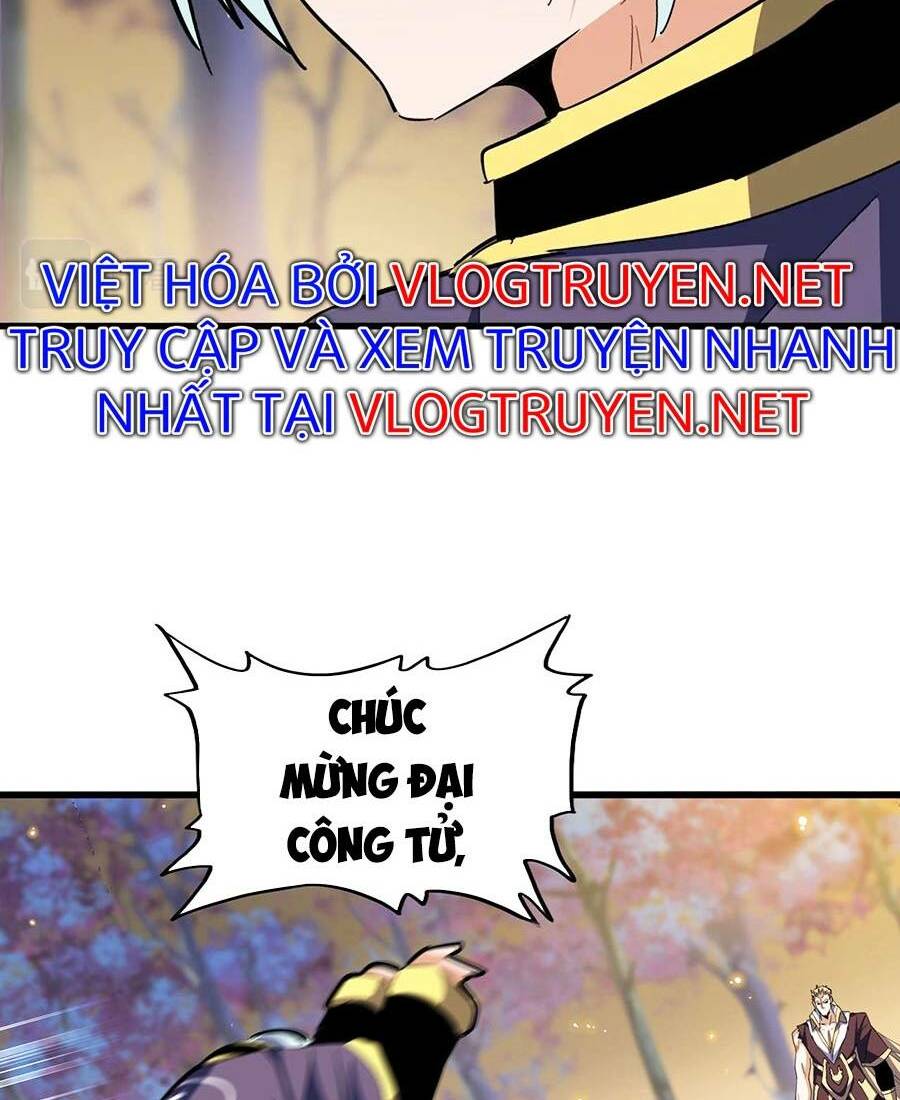 VIỆT HÓA BỞI VLOGTRUYEN.NET
TRUY CẬP VÀ XEM TRUYỆN NHANH
NHẤT TẠI VLOGTRUYEN.NET
CHÚC
MỪNG ĐẠI
CÔNG TỬ,